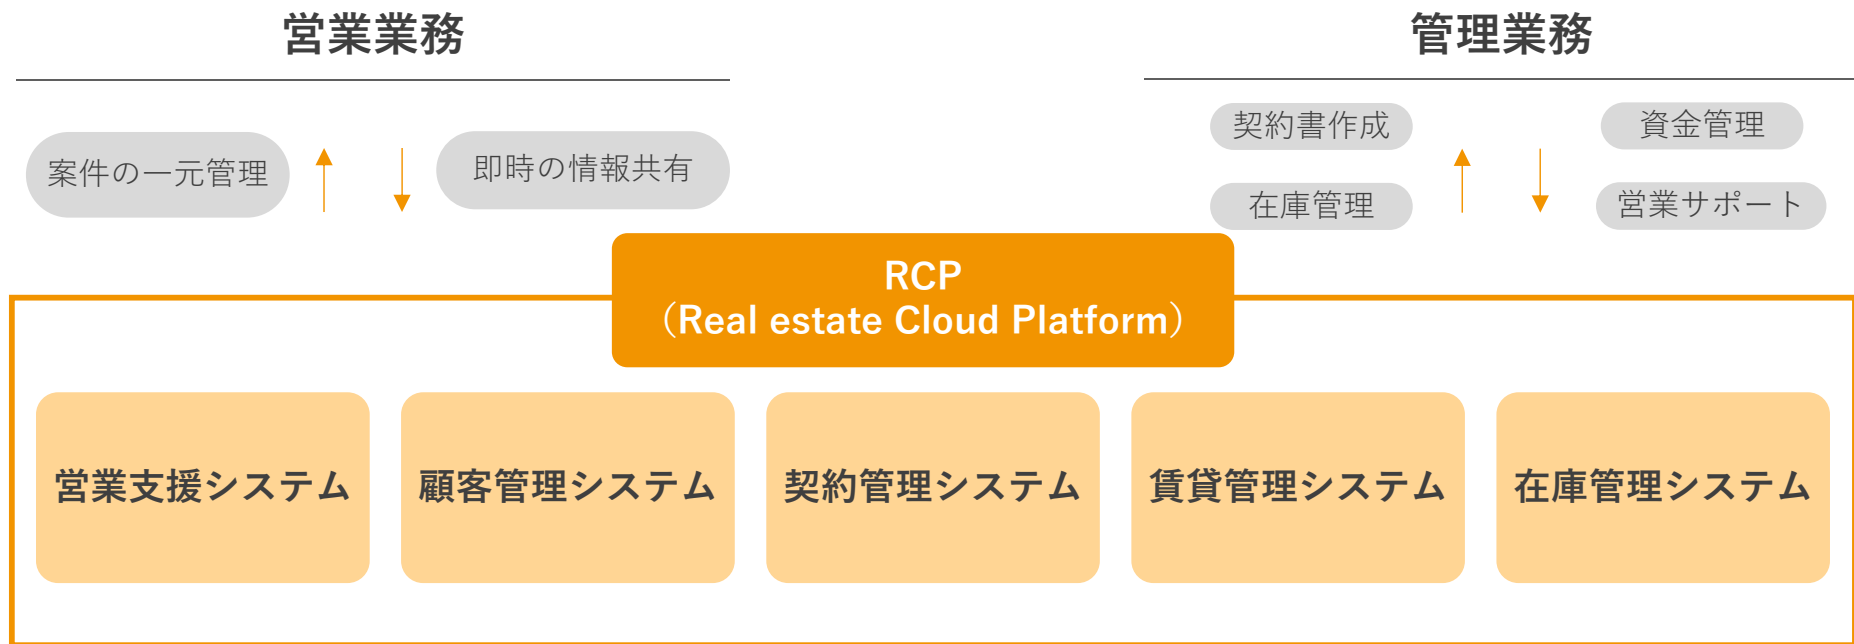 営業業務
管理業務
案件の一元管理
即時の情報共有
契約書作成
資金管理
在庫管理
営業サポート
RCP
（Real estate Cloud Platform）
営業支援システム
顧客管理システム
契約管理システム
賃貸管理システム
在庫管理システム